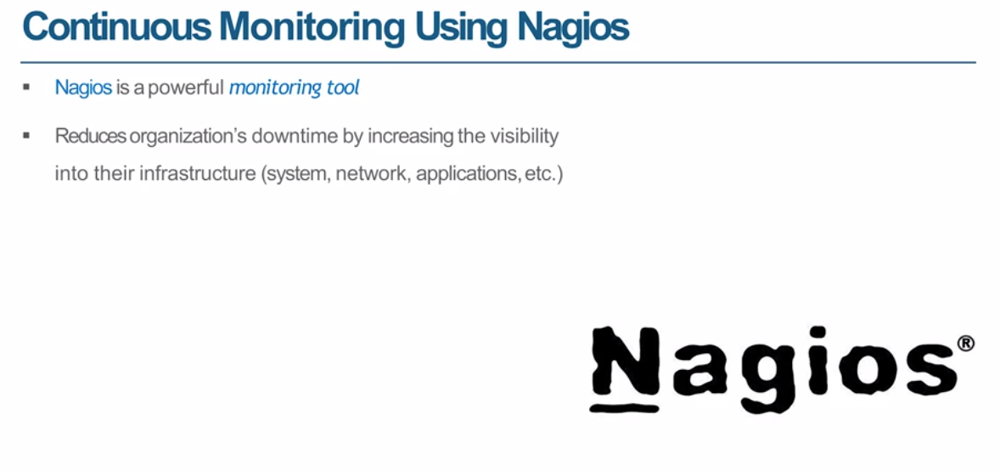 Continuous Monitoring Using Nagios
▪ Nagios is a powerful monitoring tool
▪ Reduces organization’s downtime by increasing the visibility
into their infrastructure (system, network, applications, etc.)
Nagios®